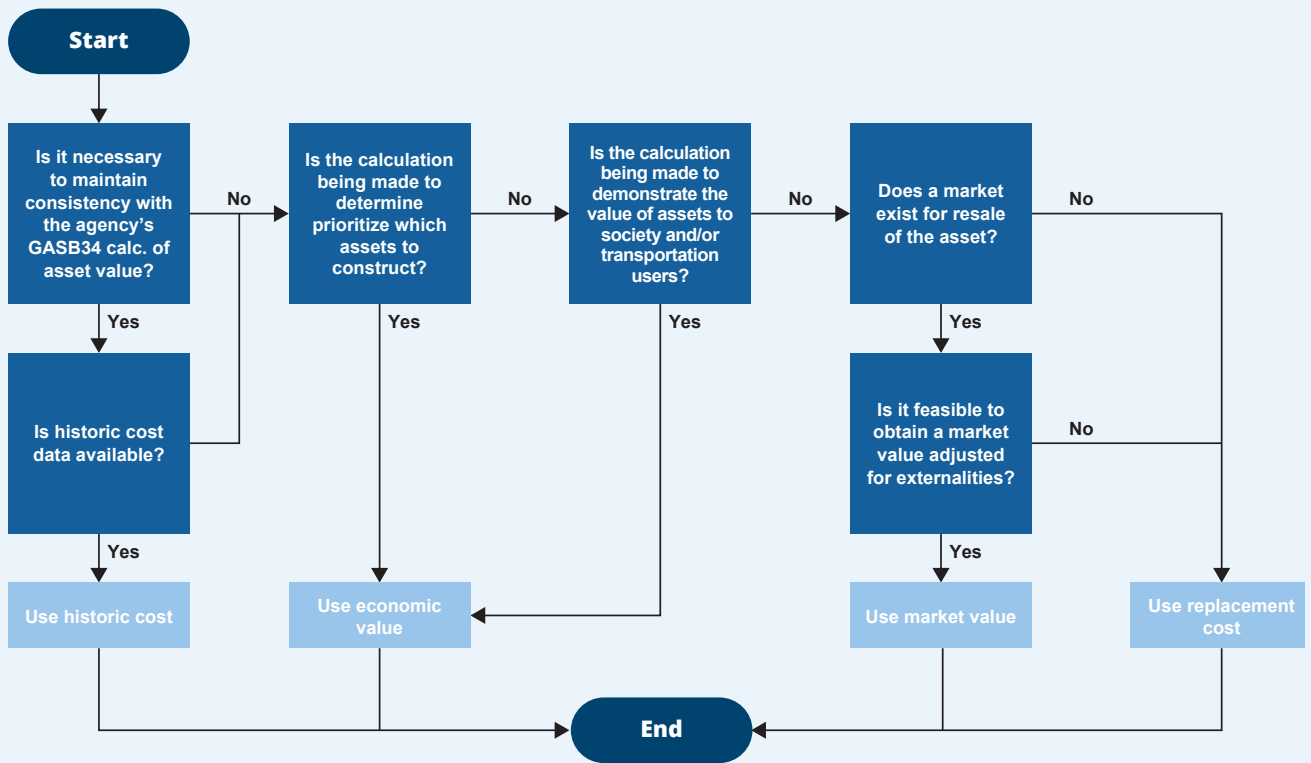 Start
Is it necessary
to maintain
consistency with
the agency’s
GASB34 calc. of
asset value?
No
Is the calculation
being made to
determine
prioritize which
assets to
construct?
No
Is the calculation
being made to
demonstrate the
value of assets to
society and/or
transportation
users?
No
Does a market
exist for resale
of the asset?
No
Yes
Yes
Yes
Yes
Is historic cost
data available?
Is it feasible to
obtain a market
value adjusted
for externalities?
No
Yes
Yes
Use historic cost
Use economic
value
Use market value
Use replacement
cost
End